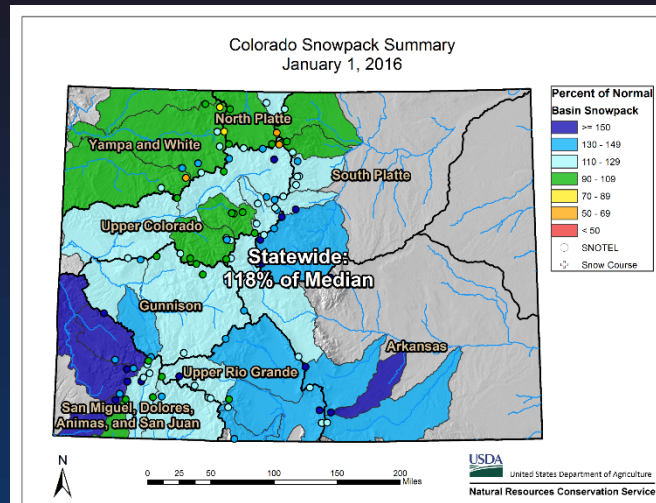 Colorado Snowpack Summary
January 1, 2016
North Platte
Yampa and White
South Platte
Upper Colorado
Statewide:
118% of Median
Gunnison
Arkansas
Upper Rio Grande
San Miguel, Dolores,
Animas, and San Juan
Percent of Normal
Basin Snowpack
>= 150
130 - 149
110 - 129
90 - 109
70 - 89
50 - 69
< 50
SNOTEL
Snow Course
N
0 25 50 100 150 200
Miles
USDA
United States Department of Agriculture
Natural Resources Conservation Service